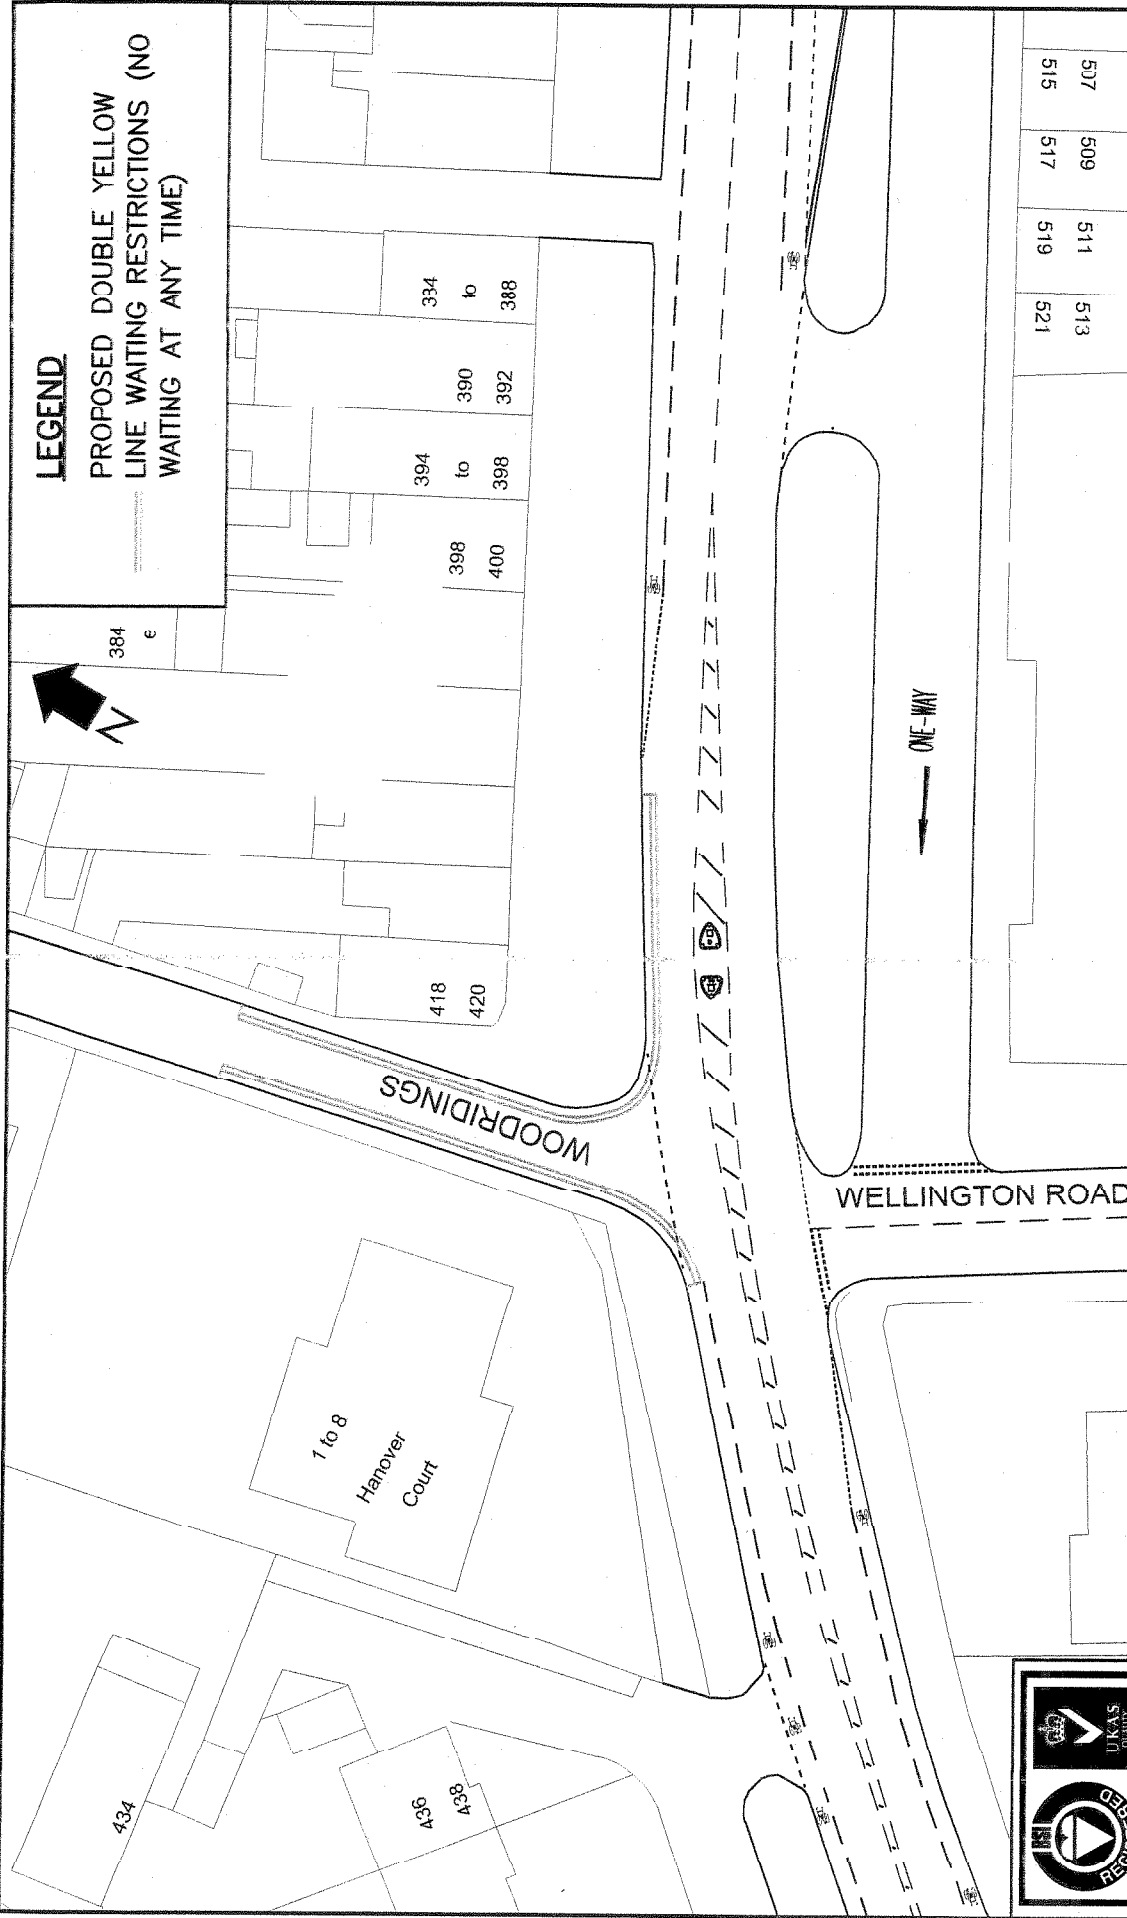 LEGEND
PROPOSED DOUBLE YELLOW
LINE WAITING RESTRICTIONS (NO
WAITING AT ANY TIME)
384
e
N
384
to
388
390
392
394
to
398
398
400
418
420
WOODRIDINGS
1 to 8
Hanover
Court
434
436
438
507
515
509
517
511
519
513
521
ONE-WAY
WELLINGTON ROAD
BSI
UKAS